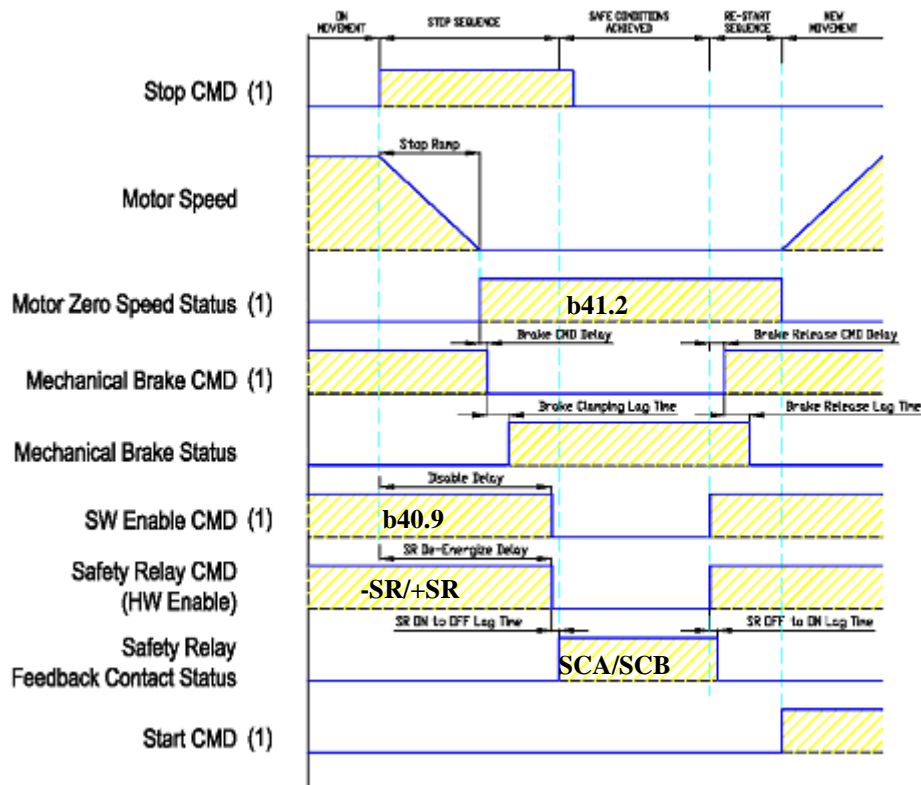 ON MOVEMENT
STOP SEQUENCE
SAFE CONDITIONS ACHIEVED
RE-START SEQUENCE
NEW MOVEMENT
Stop CMD (1)
Stop Ramp
Motor Speed
Motor Zero Speed Status (1)
b41.2
Brake CMD Delay
Brake Release CMD Delay
Mechanical Brake CMD (1)
Brake Clamping Lag Time
Brake Release Lag Time
Mechanical Brake Status
Disable Delay
SW Enable CMD (1)
b40.9
SR De-Energize Delay
Safety Relay CMD
(HW Enable)
-SR/+SR
SR ON to OFF Lag Time
SR OFF to ON Lag Time
Safety Relay
Feedback Contact Status
SCA/SCB
Start CMD (1)